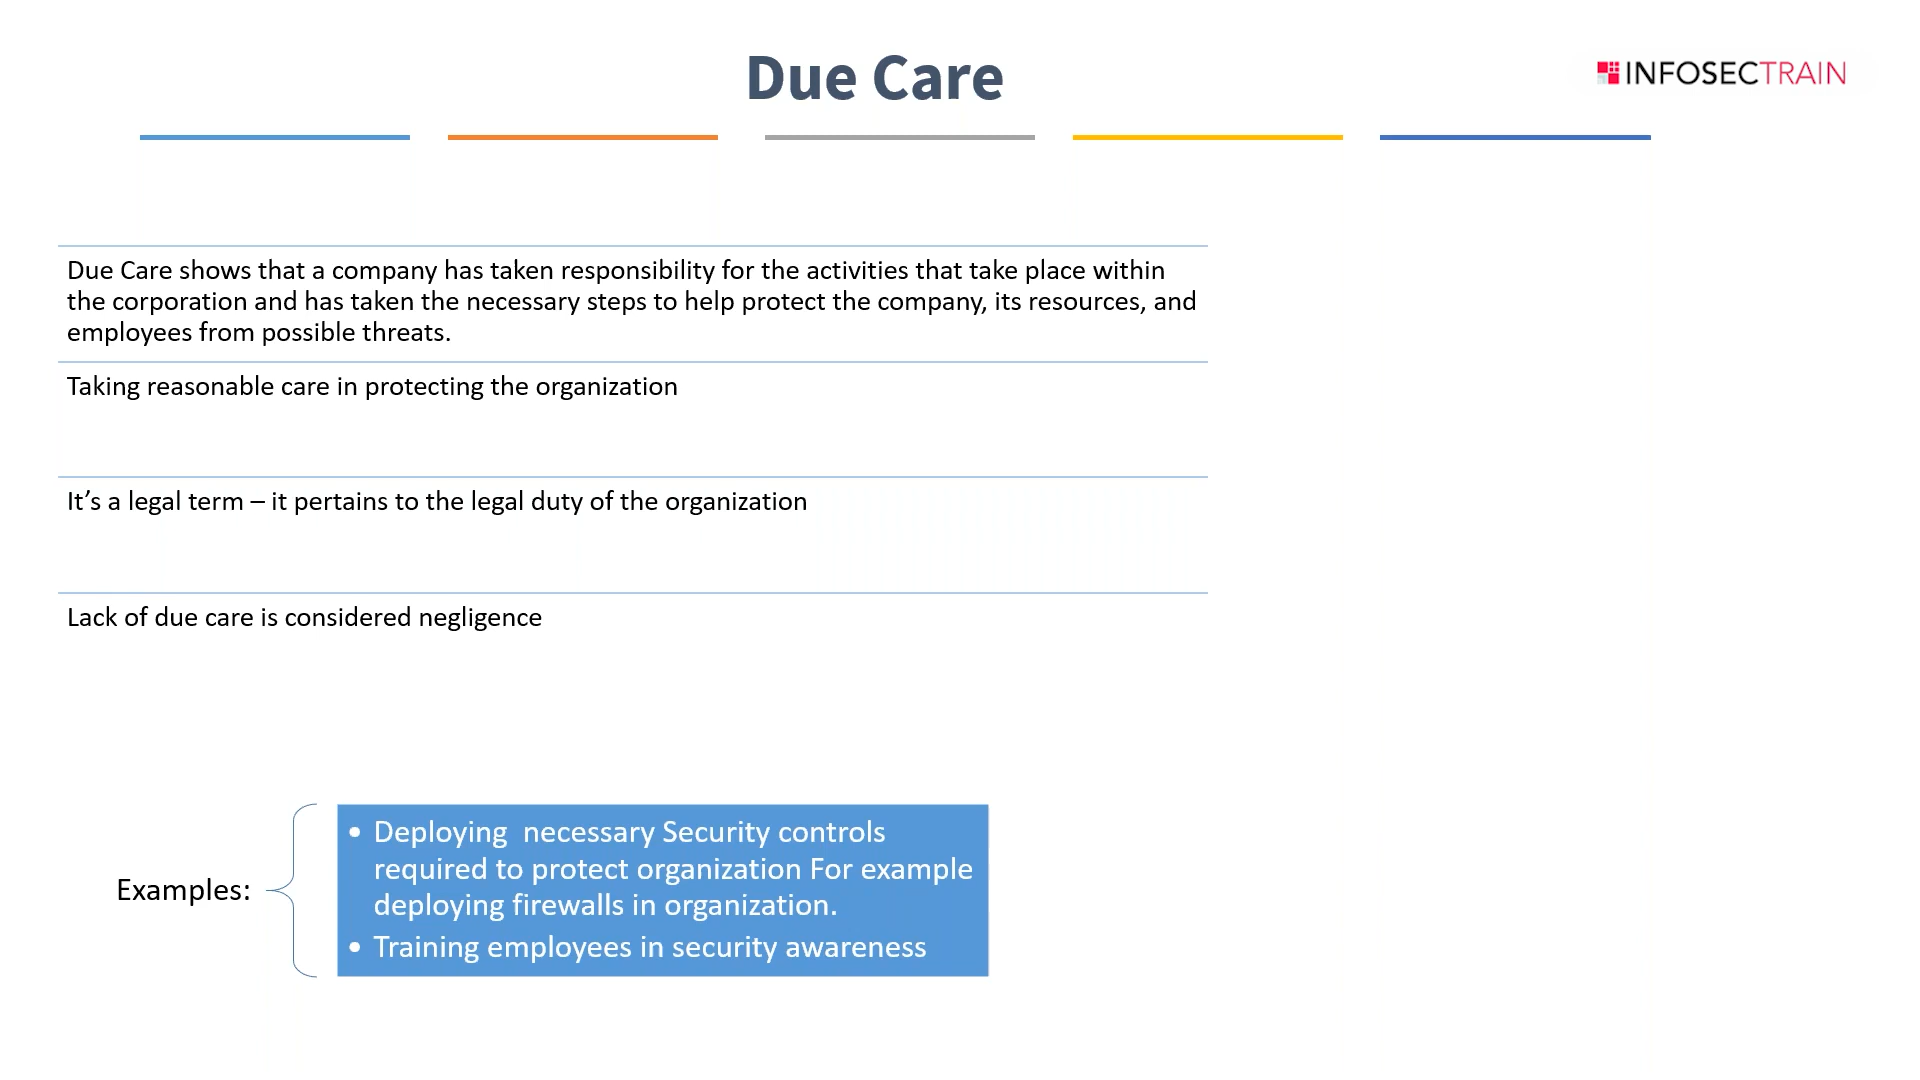 Due Care
INFOSECTRAIN
Due Care shows that a company has taken responsibility for the activities that take place within
the corporation and has taken the necessary steps to help protect the company, its resources, and
employees from possible threats.
Taking reasonable care in protecting the organization
It’s a legal term – it pertains to the legal duty of the organization
Lack of due care is considered negligence
Examples:
• Deploying  necessary Security controls
required to protect organization For example
deploying firewalls in organization.
• Training employees in security awareness